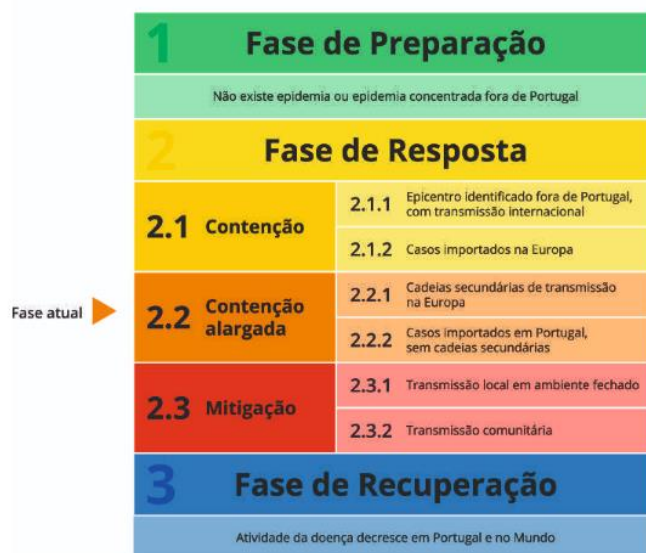 1 Fase de Preparação
Não existe epidemia ou epidemia concentrada fora de Portugal
2 Fase de Resposta
2.1 Contenção
2.1.1 Epicentro identificado fora de Portugal,
com transmissão internacional
2.1.2 Casos importados na Europa
Fase atual
2.2 Contenção
alargada
2.2.1 Cadeias secundárias de transmissão
na Europa
2.2.2 Casos importados em Portugal,
sem cadeias secundárias
2.3 Mitigação
2.3.1 Transmissão local em ambiente fechado
2.3.2 Transmissão comunitária
3 Fase de Recuperação
Atividade da doença decresce em Portugal e no Mundo